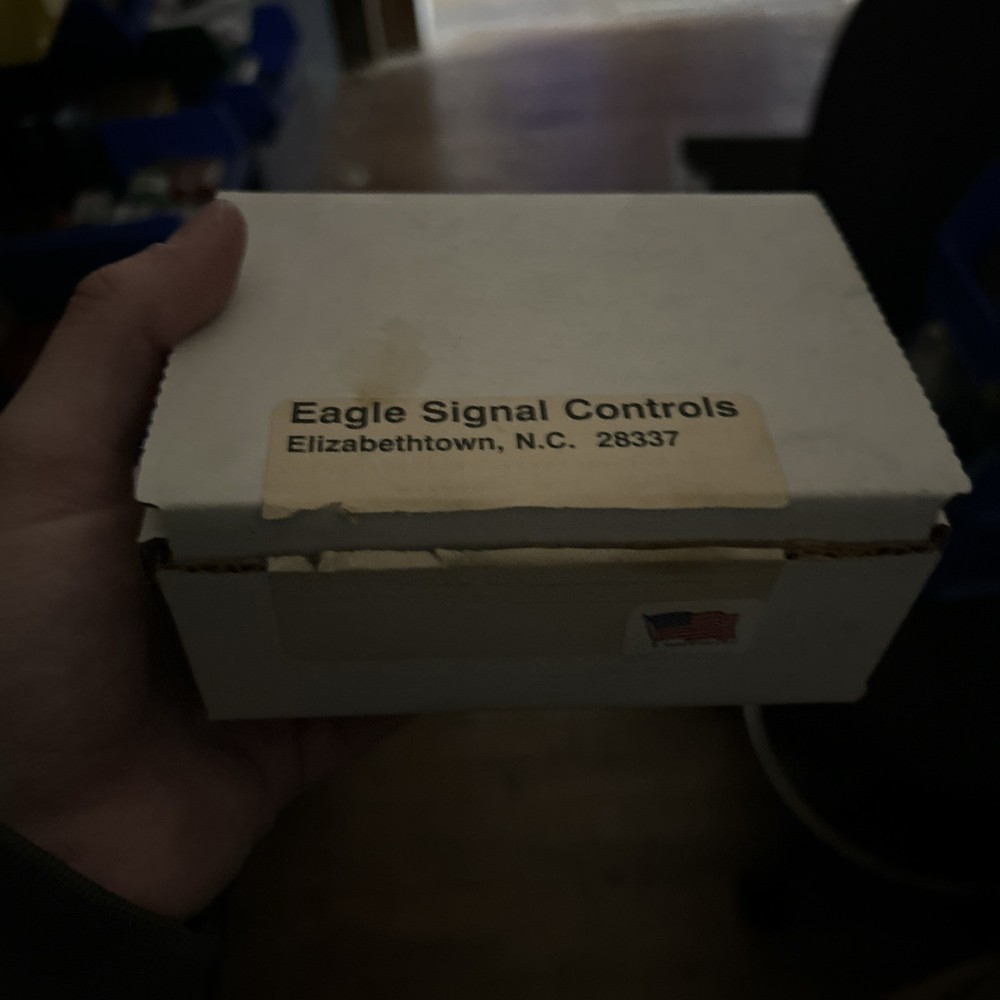 Eagle Signal Controls
Elizabethtown, N.C. 28337